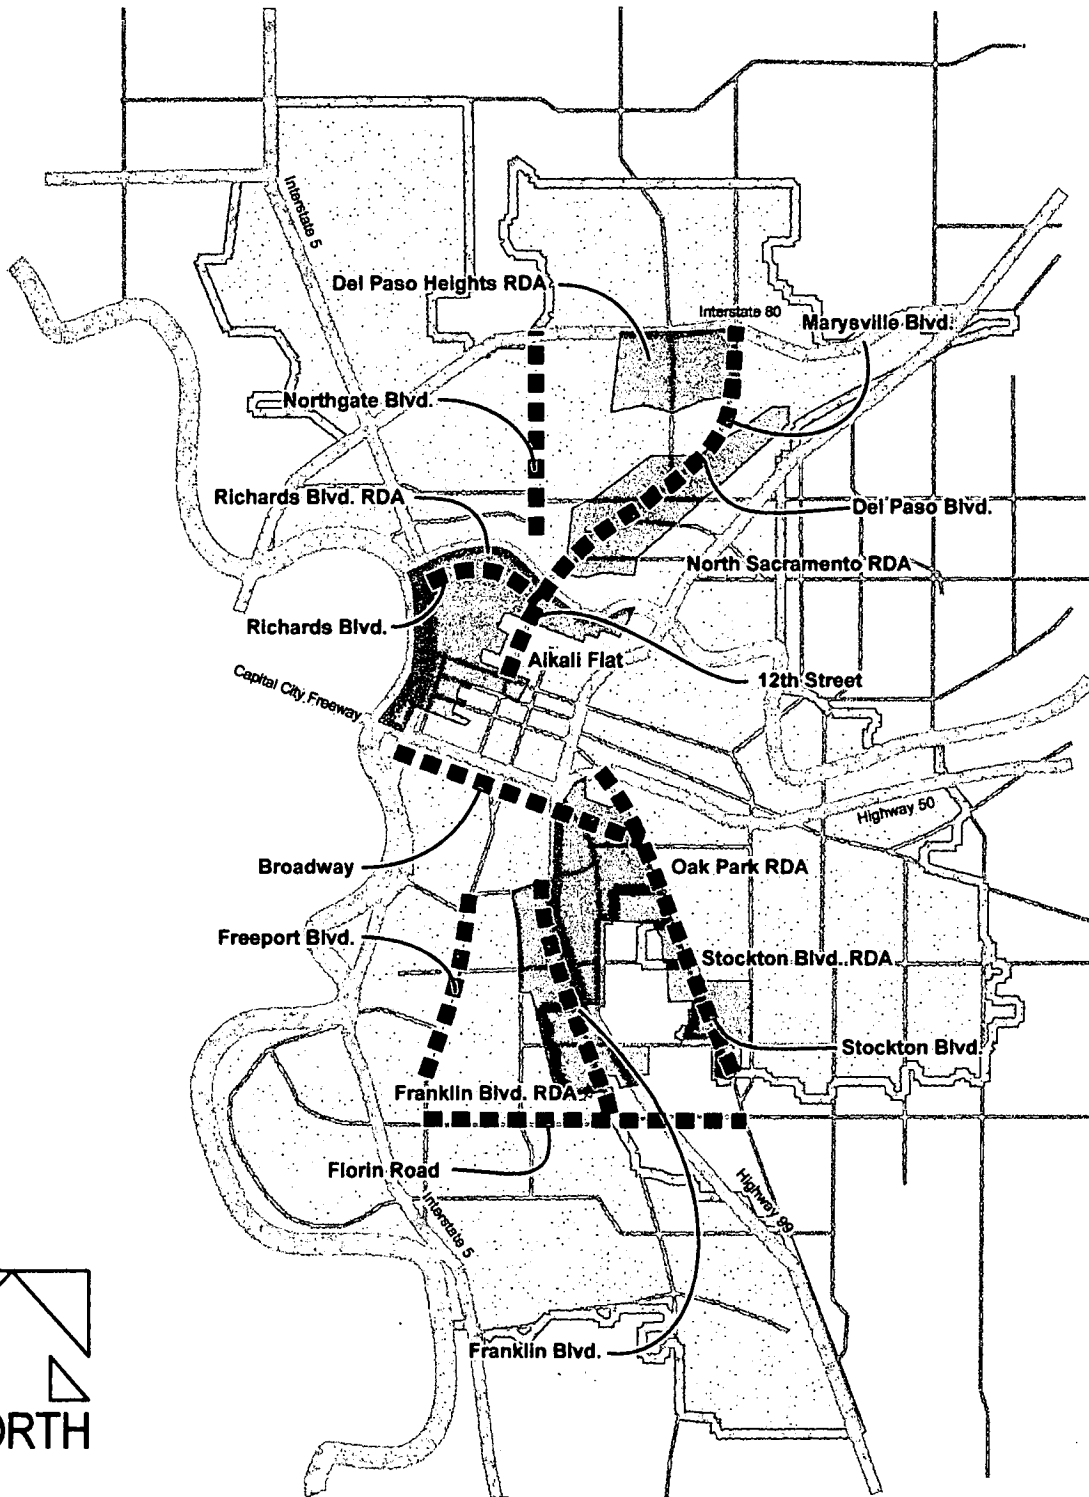 Interstate 5
Del Paso Heights RDA
Interstate 80
Marysville Blvd.
Northgate Blvd.
Richards Blvd. RDA
Del Paso Blvd.
North Sacramento RDA
Richards Blvd.
Alkali Flat
12th Street
Capital City Freeway
Highway 50
Broadway
Oak Park RDA
Freeport Blvd.
Stockton Blvd..RDA
Stockton Blvd.
Franklin Blvd. RDA
Florin Road
Highway 99
Interstate 5
Franklin Blvd.
ORTH